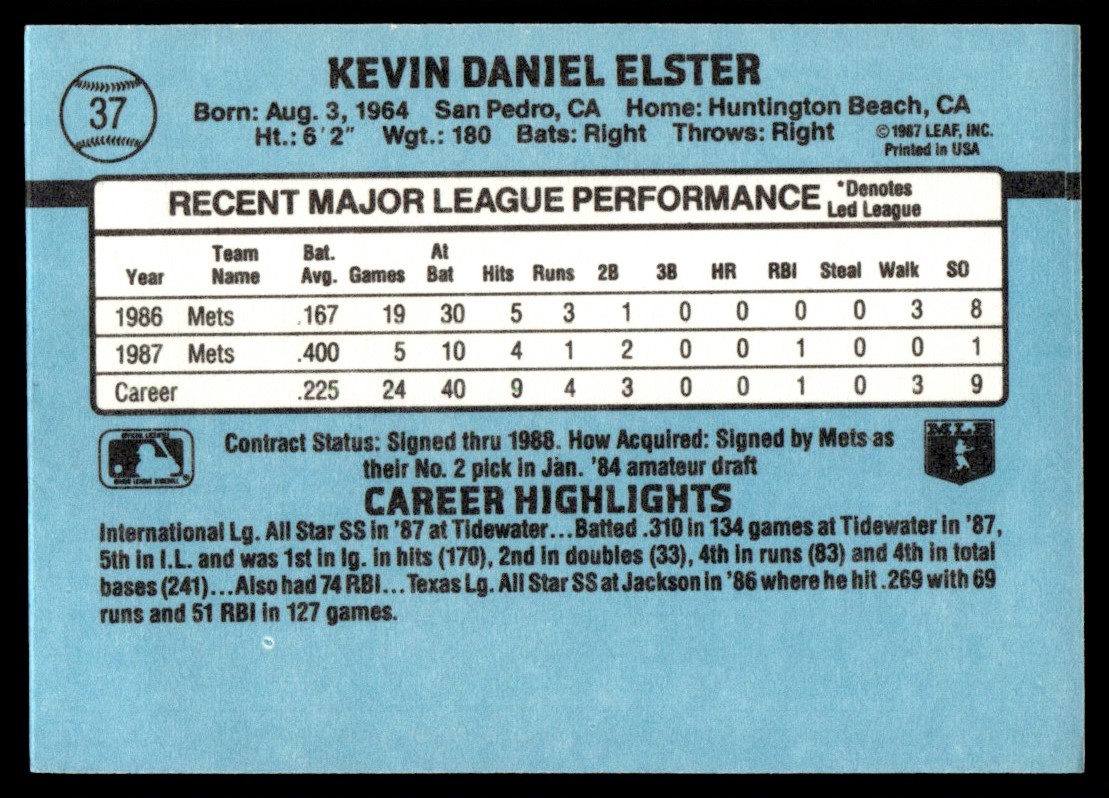 37
KEVIN DANIEL ELSTER
Born: Aug. 3, 1964 San Pedro, CA Home: Huntington Beach, CA
Ht.: 6'2" Wgt.: 180 Bats: Right Throws: Right
©1987 LEAF, INC.
Printed in USA
RECENT MAJOR LEAGUE PERFORMANCE
*Denotes
Led League
Year Team Name Bat. Avg. Games At Bat Hits Runs 2B 3B HR RBI Steal Walk SO
1986 Mets .167 19 30 5 3 1 0 0 0 0 3 8
1987 Mets .400 5 10 4 1 2 0 0 1 0 0 1
Career .225 24 40 9 4 3 0 0 1 0 3 9
MLB
Contract Status: Signed thru 1988. How Acquired: Signed by Mets as
their No. 2 pick in Jan. '84 amateur draft
CAREER HIGHLIGHTS
International Lg. All Star SS in '87 at Tidewater...Batted .310 in 134 games at Tidewater in '87,
5th in I.L. and was 1st in lg. in hits (170), 2nd in doubles (33), 4th in runs (83) and 4th in total
bases (241)...Also had 74 RBI...Texas Lg. All Star SS at Jackson in '86 where he hit .269 with 69
runs and 51 RBI in 127 games.